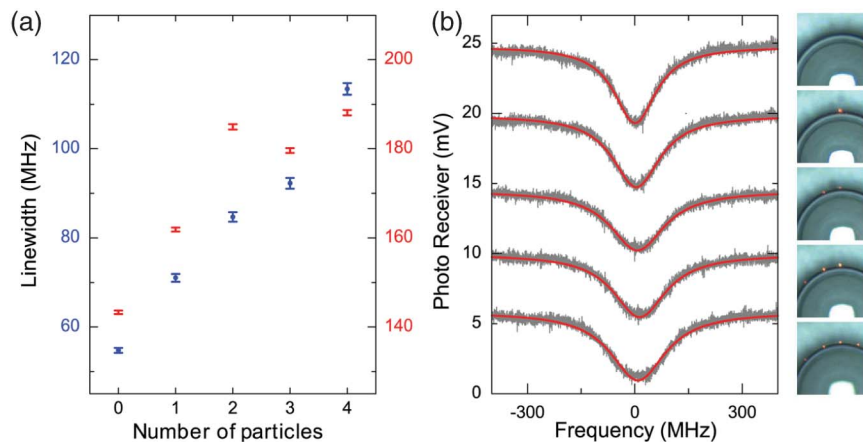 (a)
120
100
80
60
Linewidth (MHz)
200
180
160
140
0 1 2 3 4
Number of particles
(b)
25
20
15
10
5
0
Photo Receiver (mV)
-300 0 300
Frequency (MHz)